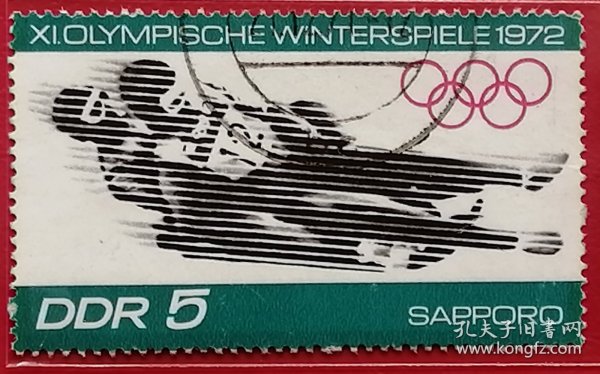 XI. OLYMPISCHE WINTERSPIELE 1972
DDR 5
SAPPORO
孔夫子旧书网
www.kongfz.com